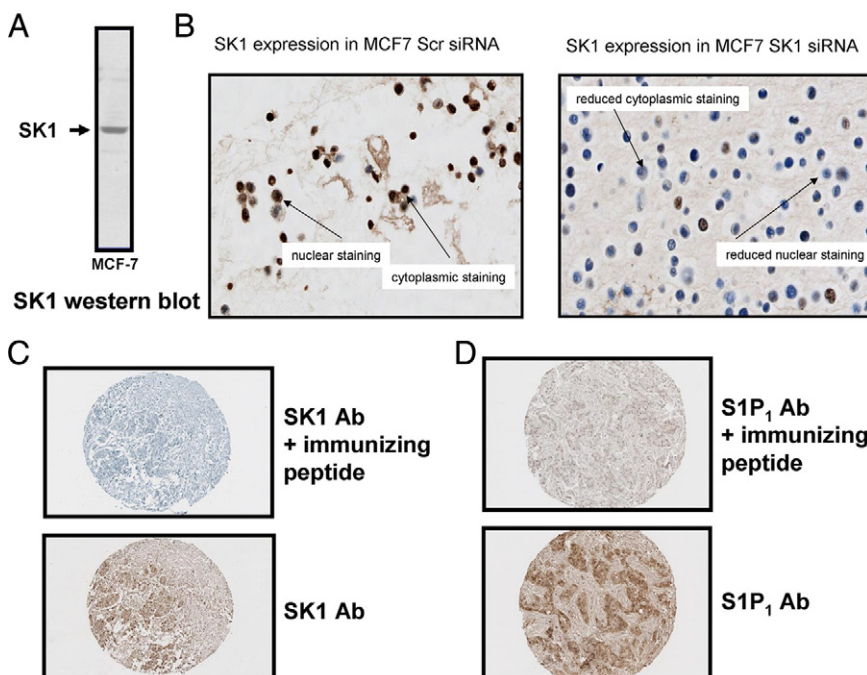 A
SK1
MCF-7
SK1 western blot
B
SK1 expression in MCF7 Scr siRNA
nuclear staining
cytoplasmic staining
SK1 expression in MCF7 SK1 siRNA
reduced cytoplasmic staining
reduced nuclear staining
C
SK1 Ab
+ immunizing
peptide
SK1 Ab
D
S1P₁ Ab
+ immunizing
peptide
S1P₁ Ab